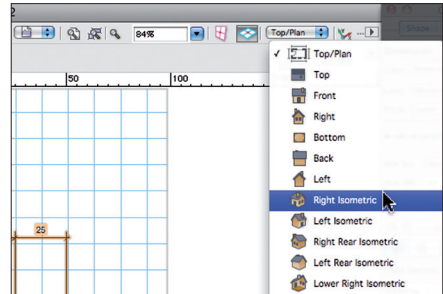 84%
Top/Plan
50
100
✓ Top/Plan
Top
Front
Right
Bottom
Back
Left
Right Isometric
Left Isometric
Right Rear Isometric
Left Rear Isometric
Lower Right Isometric
25